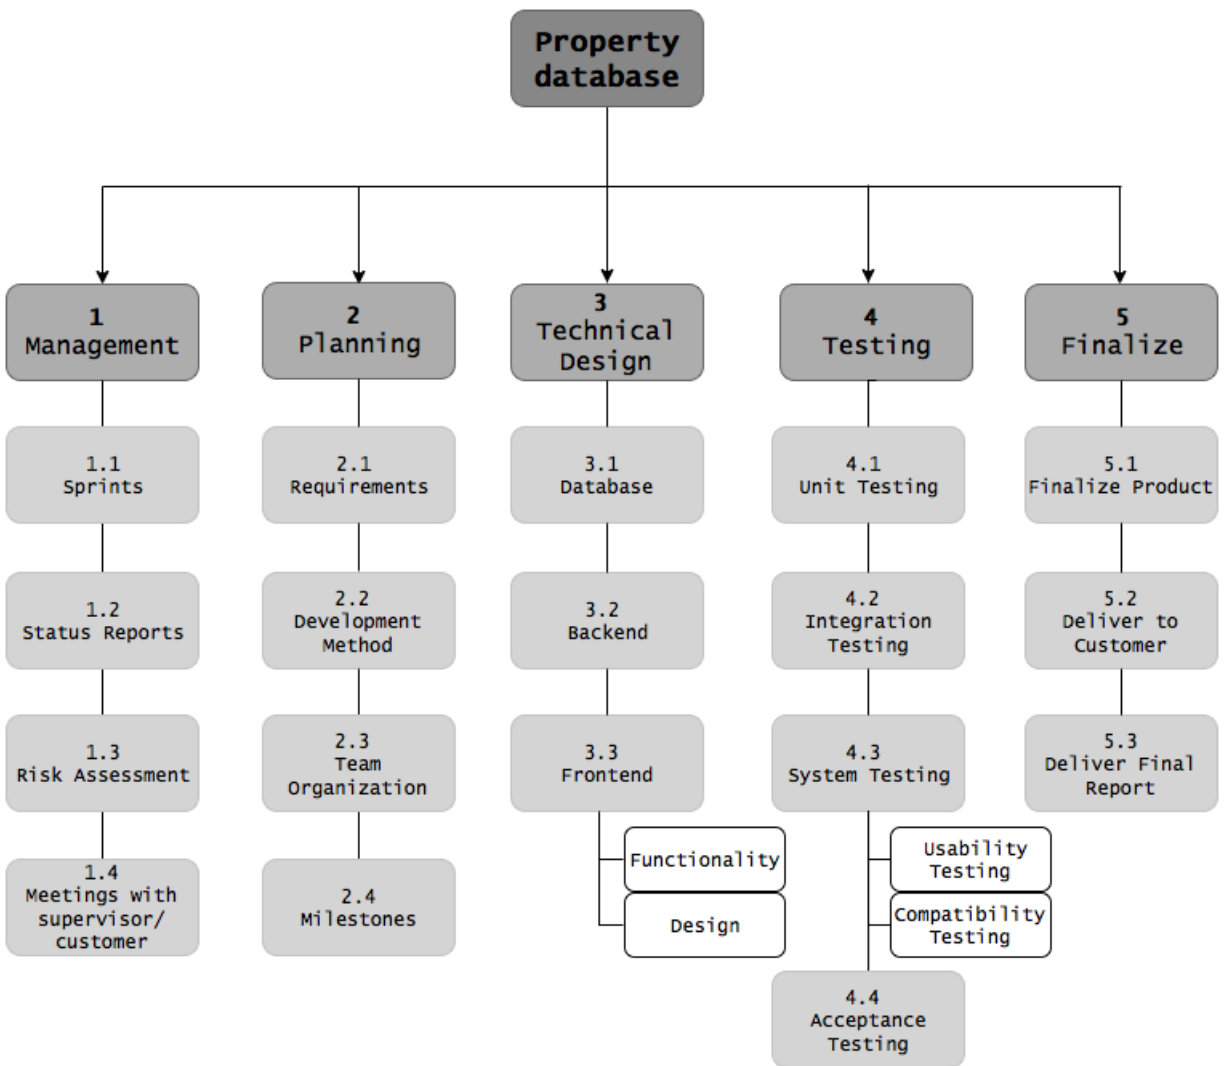 Property
database
1
Management
2
Planning
3
Technical
Design
4
Testing
5
Finalize
1.1
Sprints
2.1
Requirements
3.1
Database
4.1
Unit Testing
5.1
Finalize Product
1.2
Status Reports
2.2
Development
Method
3.2
Backend
4.2
Integration
Testing
5.2
Deliver to
Customer
1.3
Risk Assessment
2.3
Team
Organization
3.3
Frontend
4.3
System Testing
5.3
Deliver Final
Report
1.4
Meetings with
supervisor/
customer
2.4
Milestones
Functionality
Design
Usability
Testing
Compatibility
Testing
4.4
Acceptance
Testing